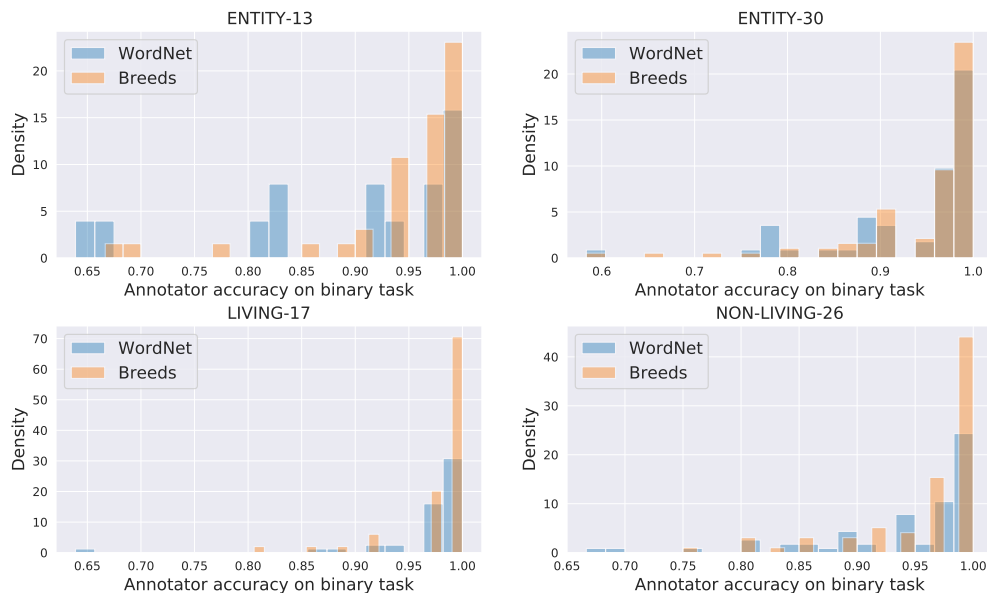 ENTITY-13
WordNet
Breeds
Density
20
15
10
5
0
0.65 0.70 0.75 0.80 0.85 0.90 0.95 1.00
Annotator accuracy on binary task
ENTITY-30
WordNet
Breeds
Density
20
15
10
5
0
0.6 0.7 0.8 0.9 1.0
Annotator accuracy on binary task
LIVING-17
WordNet
Breeds
Density
70
60
50
40
30
20
10
0
0.65 0.70 0.75 0.80 0.85 0.90 0.95 1.00
Annotator accuracy on binary task
NON-LIVING-26
WordNet
Breeds
Density
40
30
20
10
0
0.65 0.70 0.75 0.80 0.85 0.90 0.95 1.00
Annotator accuracy on binary task